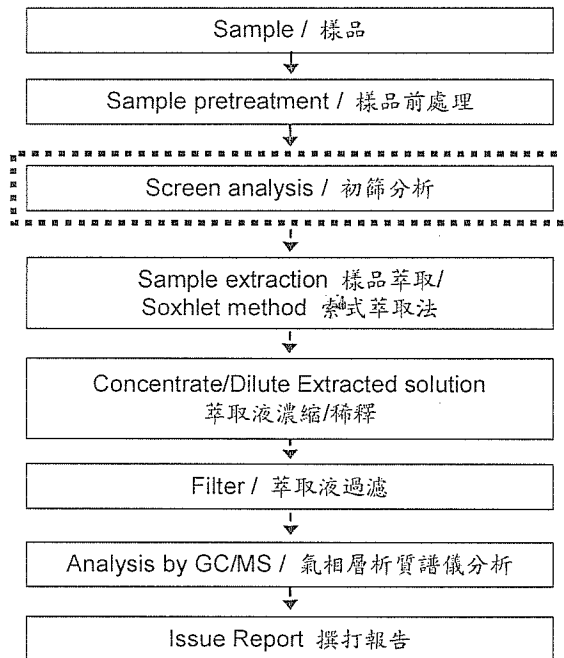 Sample / 樣品
Sample pretreatment / 樣品前處理
Screen analysis / 初篩分析
Sample extraction 樣品萃取/
Soxhlet method 索式萃取法
Concentrate/Dilute Extracted solution
萃取液濃縮/稀釋
Filter / 萃取液過濾
Analysis by GC/MS / 氣相層析質譜儀分析
Issue Report 撰打報告